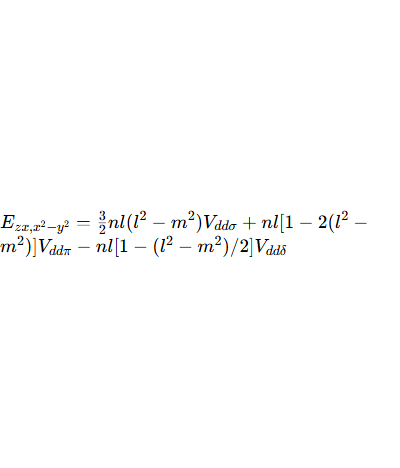 $E_{zx,x^2-y^2} = \frac{3}{2}nl(l^2 - m^2)V_{dd\sigma} + nl[1 - 2(l^2 -$
$m^2)]V_{dd\pi} - nl[1 - (l^2 - m^2)/2]V_{dd\delta}$